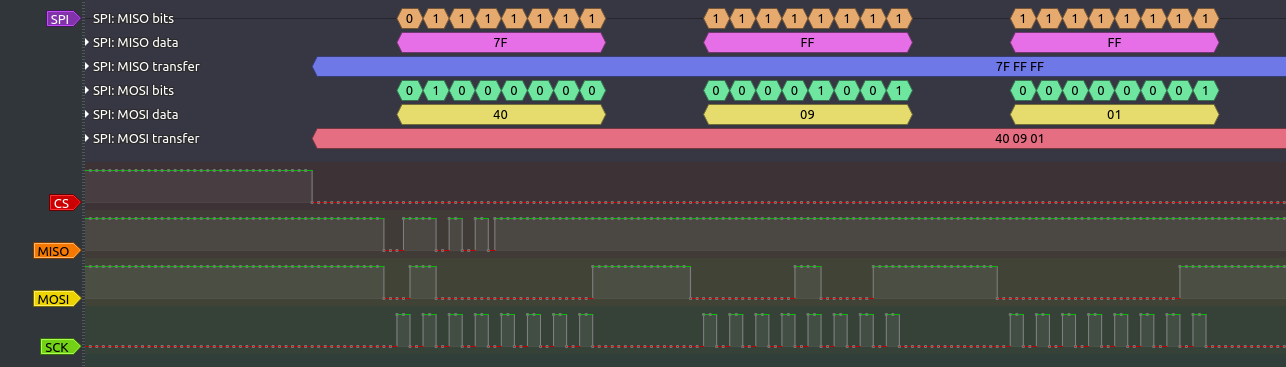 SPI SPI: MISO bits 0 1 1 1 1 1 1 1 1 1 1 1 1 1 1 1 1 1 1 1 1 1 1 1
SPI: MISO data 7F FF FF
SPI: MISO transfer 7F FF FF
SPI: MOSI bits 0 1 0 0 0 0 0 0 0 0 0 0 1 0 0 1 0 0 0 0 0 0 0 1
SPI: MOSI data 40 09 01
SPI: MOSI transfer 40 09 01
CS
MISO
MOSI
SCK